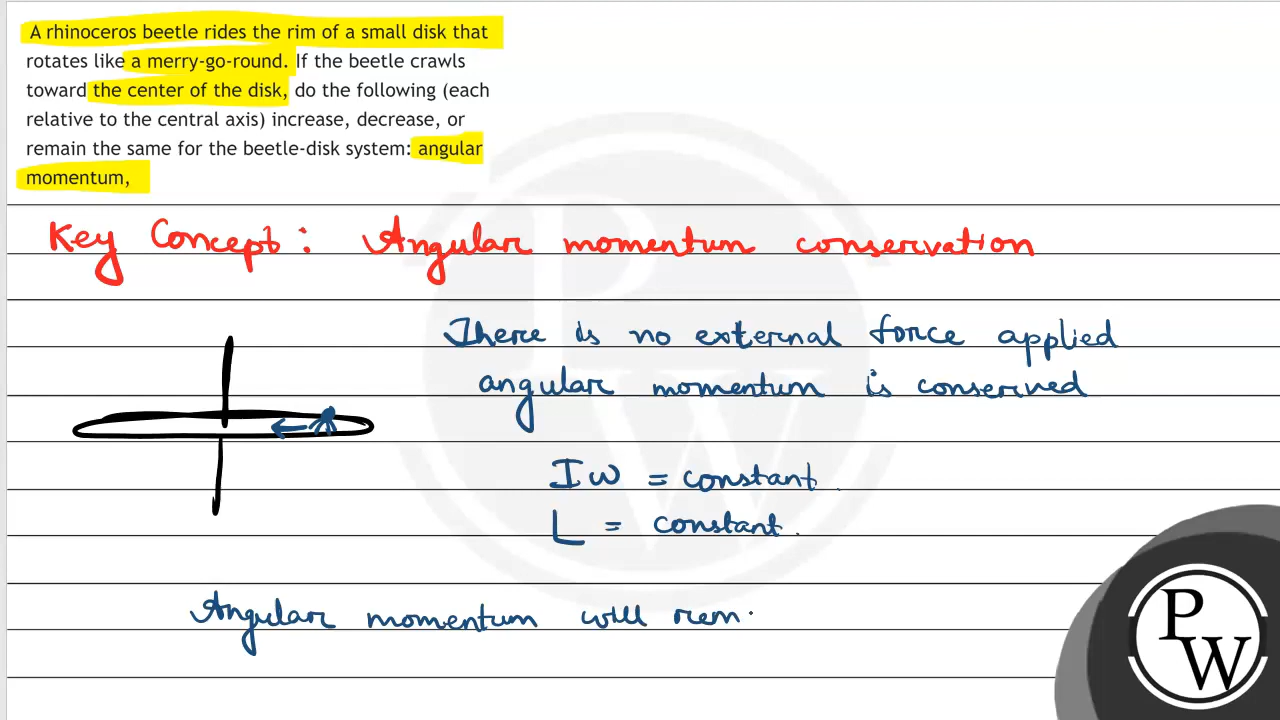 A rhinoceros beetle rides the rim of a small disk that
rotates like a merry-go-round. If the beetle crawls
toward the center of the disk, do the following (each
relative to the central axis) increase, decrease, or
remain the same for the beetle-disk system: angular
momentum,
Key Concept: Angular momentum conservation
There is no external force applied
angular momentum is conserved
Iω = constant.
L = constant.
Angular momentum will rem
PW
PW